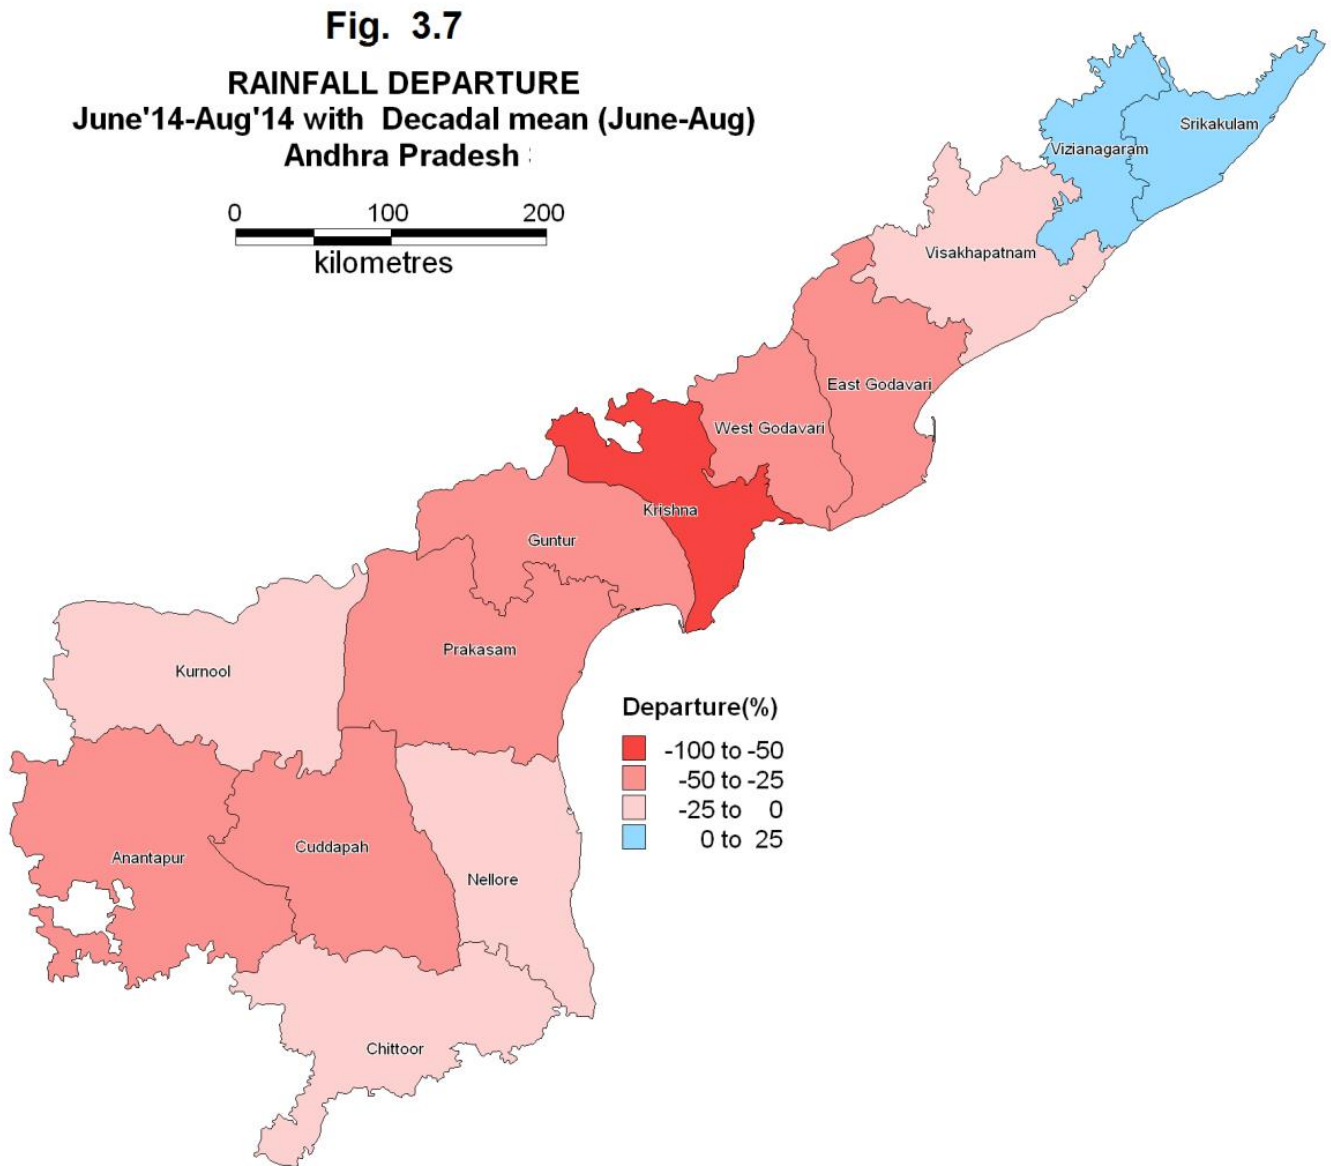 Fig. 3.7
RAINFALL DEPARTURE
June'14-Aug'14 with Decadal mean (June-Aug)
Andhra Pradesh :
0 100 200
kilometres
Srikakulam
Vizianagaram
Visakhapatnam
East Godavari
West Godavari
Krishna
Guntur
Prakasam
Kurnool
Departure(%)
-100 to -50
-50 to -25
-25 to 0
0 to 25
Cuddapah
Anantapur
Nellore
Chittoor